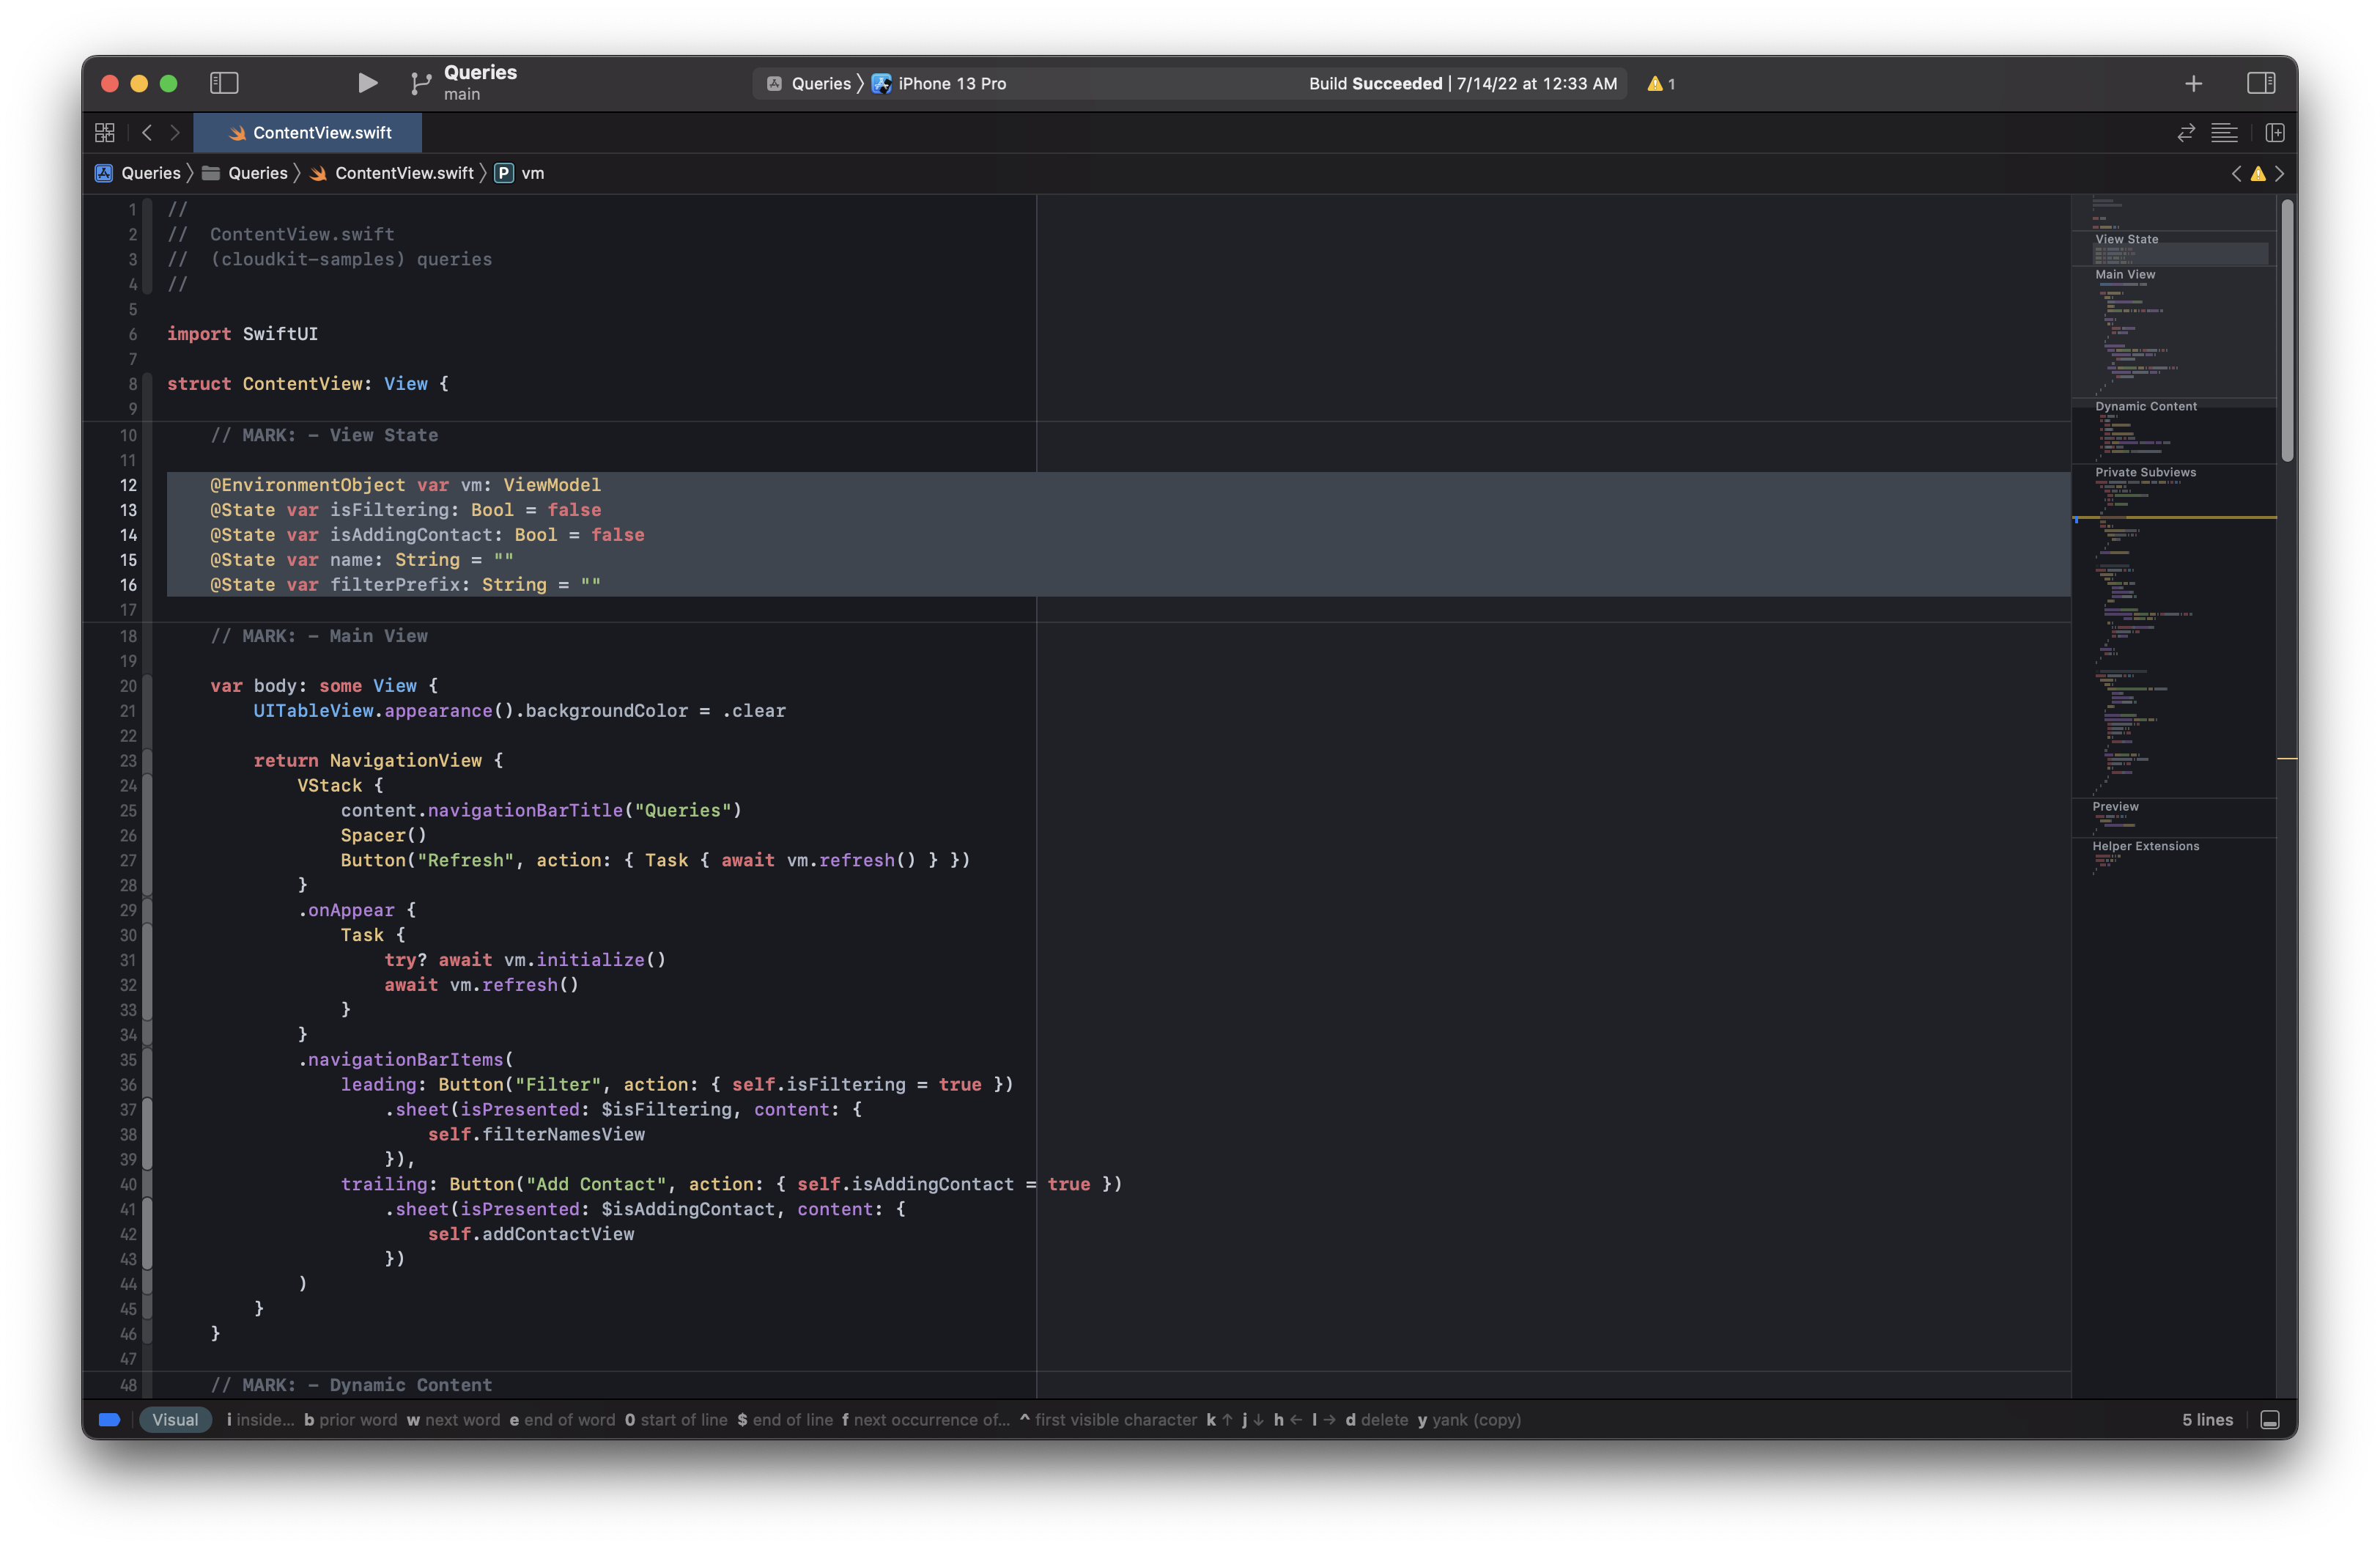 Queries
main
Queries 〉 iPhone 13 Pro
Build Succeeded | 7/14/22 at 12:33 AM
1
ContentView.swift
Queries 〉 Queries 〉 ContentView.swift 〉 P vm
1 //
2 //  ContentView.swift
3 //  (cloudkit-samples) queries
4 //
5
6 import SwiftUI
7
8 struct ContentView: View {
9
10     // MARK: - View State
11
12     @EnvironmentObject var vm: ViewModel
13     @State var isFiltering: Bool = false
14     @State var isAddingContact: Bool = false
15     @State var name: String = ""
16     @State var filterPrefix: String = ""
17
18     // MARK: - Main View
19
20     var body: some View {
21         UITableView.appearance().backgroundColor = .clear
22
23         return NavigationView {
24             VStack {
25                 content.navigationBarTitle("Queries")
26                 Spacer()
27                 Button("Refresh", action: { Task { await vm.refresh() } })
28             }
29             .onAppear {
30                 Task {
31                     try? await vm.initialize()
32                     await vm.refresh()
33                 }
34             }
35             .navigationBarItems(
36                 leading: Button("Filter", action: { self.isFiltering = true })
37                     .sheet(isPresented: $isFiltering, content: {
38                         self.filterNamesView
39                     }),
40                 trailing: Button("Add Contact", action: { self.isAddingContact = true })
41                     .sheet(isPresented: $isAddingContact, content: {
42                         self.addContactView
43                     })
44             )
45         }
46     }
47
48     // MARK: - Dynamic Content
View State
Main View
Dynamic Content
Private Subviews
Preview
Helper Extensions
Visual i inside... b prior word w next word e end of word 0 start of line $ end of line f next occurrence of... ^ first visible character k ↑ j ↓ h ← l → d delete y yank (copy)
5 lines